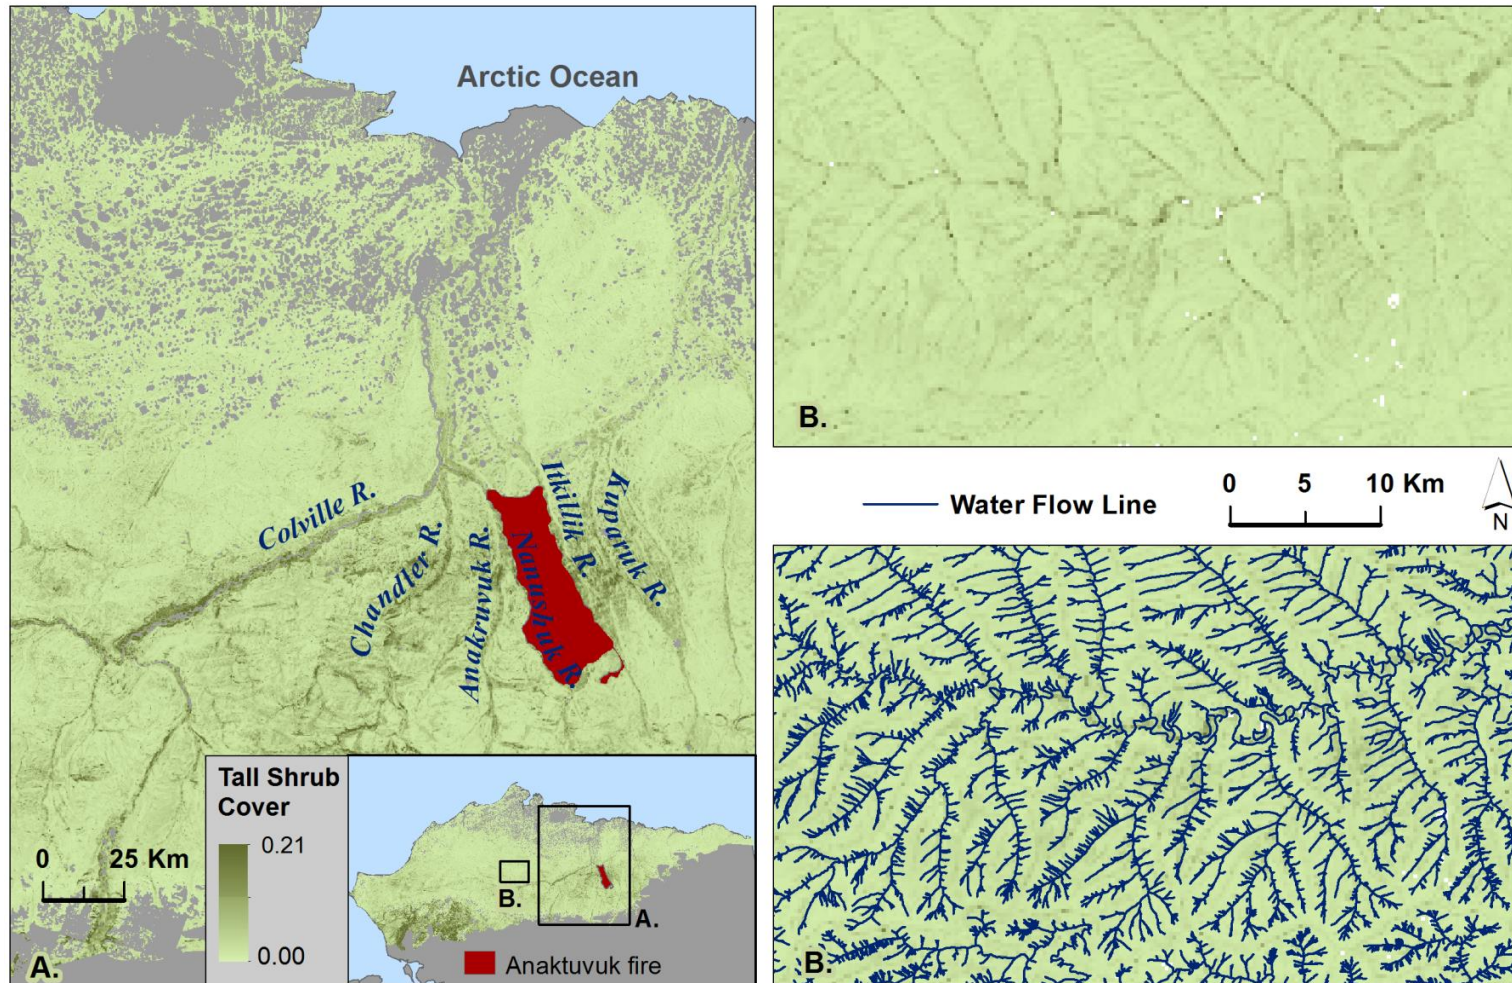 Arctic Ocean
Colville R.
Chandler R.
Anakruvuk R.
Nanushuk R.
Itkillik R.
Kuparuk R.
Tall Shrub
Cover
0.21
0.00
0 25 Km
A.
B.
A.
Anaktuvuk fire
B.
Water Flow Line
0 5 10 Km
N
B.